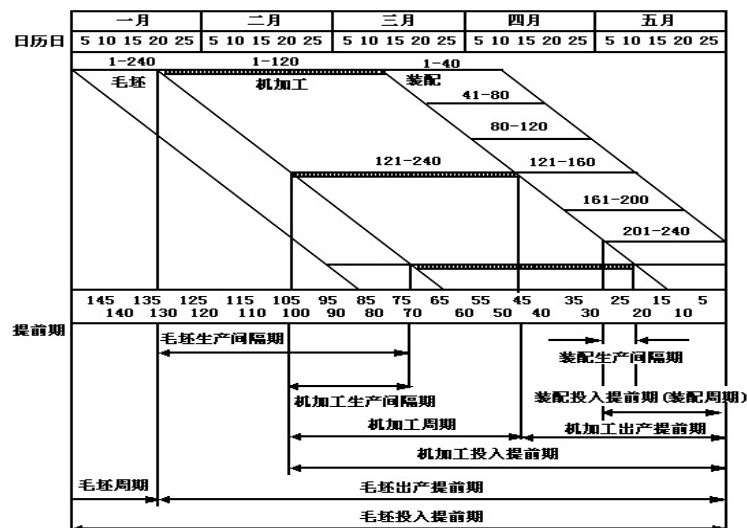 一月 二月 三月 四月 五月
日历日 5 10 15 20 25 5 10 15 20 25 5 10 15 20 25 5 10 15 20 25 5 10 15 20 25
1-240 1-120 1-40
毛坯 机加工 装配
41-80
80-120
121-240 121-160
161-200
201-240
145 135 125 115 105 95 85 75 65 55 45 35 25 15 5
140 130 120 110 100 90 80 70 60 50 40 30 20 10
提前期
毛坯生产间隔期 装配生产间隔期
机加工生产间隔期 装配投入提前期(装配周期)
机加工周期 机加工出产提前期
机加工投入提前期
毛坯周期 毛坯出产提前期
毛坯投入提前期